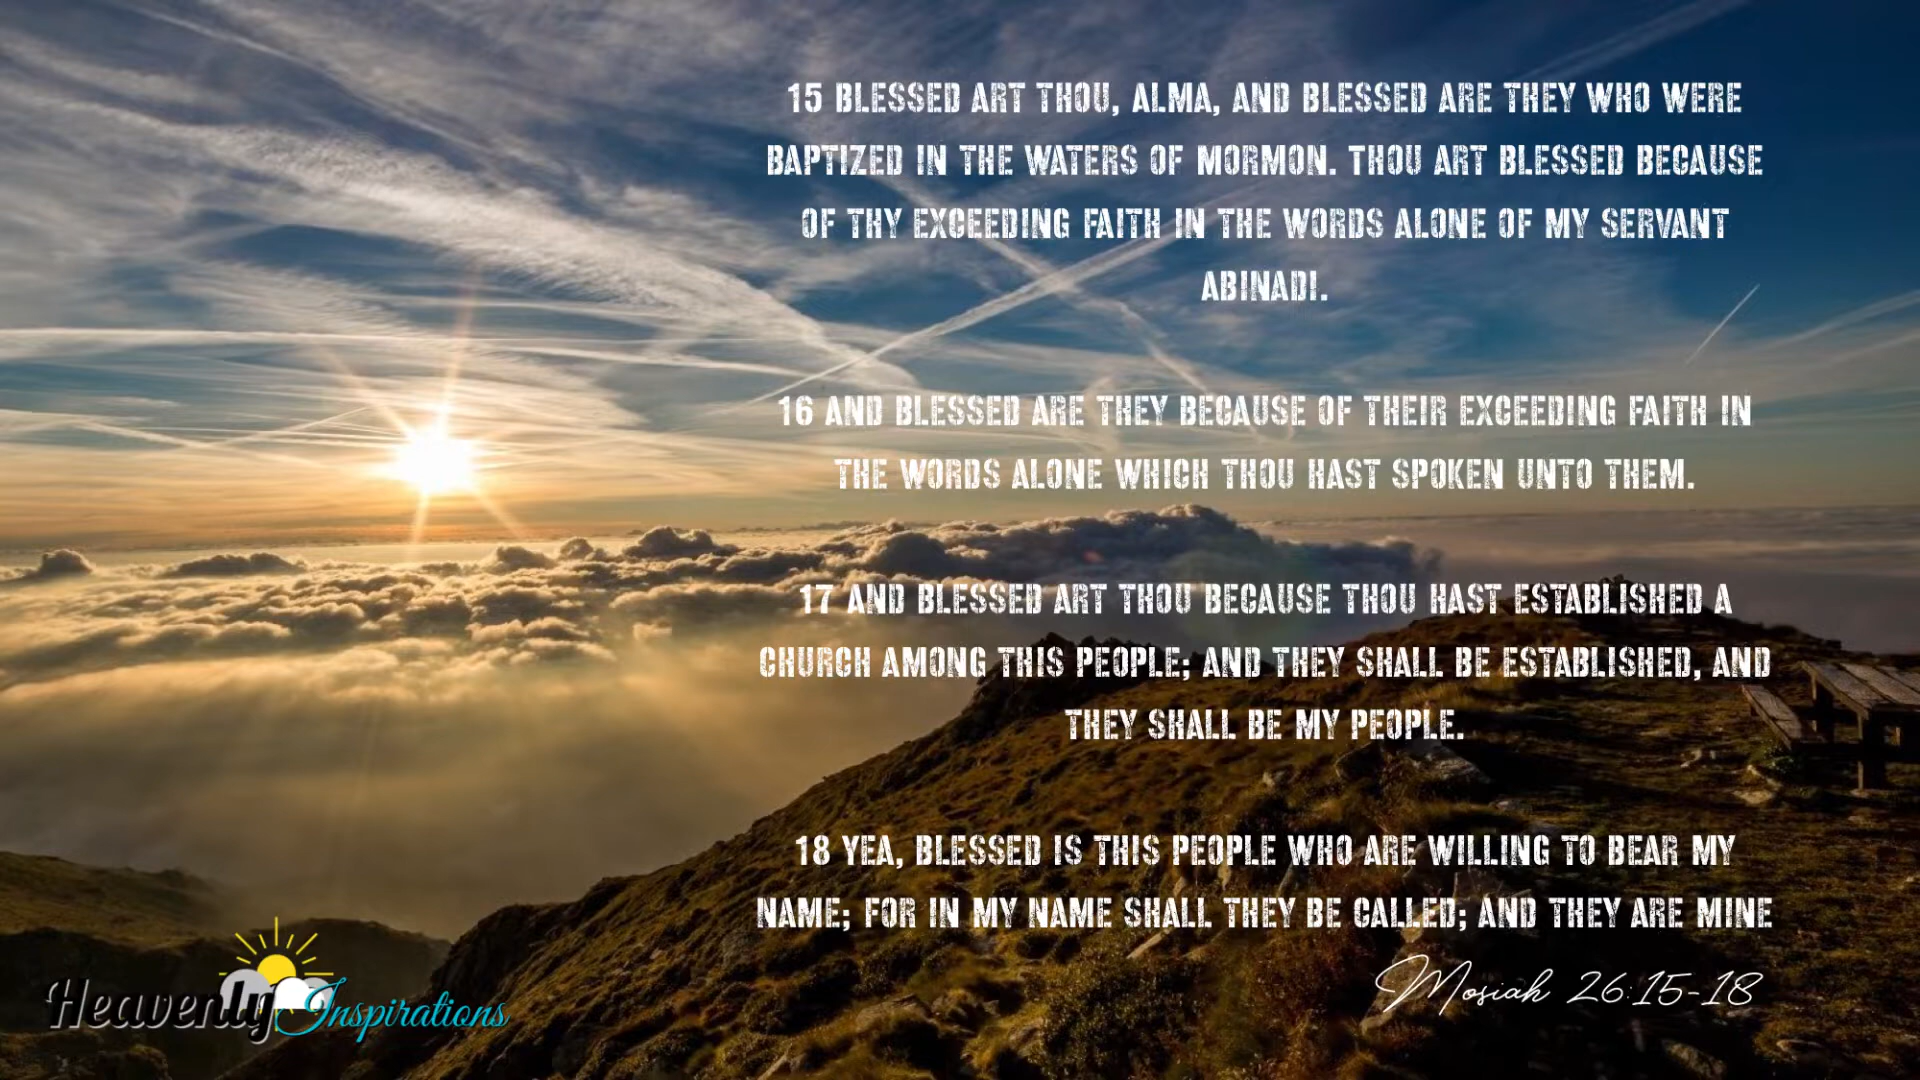 15 BLESSED ART THOU, ALMA, AND BLESSED ARE THEY WHO WERE
BAPTIZED IN THE WATERS OF MORMON. THOU ART BLESSED BECAUSE
OF THY EXCEEDING FAITH IN THE WORDS ALONE OF MY SERVANT
ABINADI.
16 AND BLESSED ARE THEY BECAUSE OF THEIR EXCEEDING FAITH IN
THE WORDS ALONE WHICH THOU HAST SPOKEN UNTO THEM.
17 AND BLESSED ART THOU BECAUSE THOU HAST ESTABLISHED A
CHURCH AMONG THIS PEOPLE; AND THEY SHALL BE ESTABLISHED, AND
THEY SHALL BE MY PEOPLE.
18 YEA, BLESSED IS THIS PEOPLE WHO ARE WILLING TO BEAR MY
NAME; FOR IN MY NAME SHALL THEY BE CALLED; AND THEY ARE MINE
Mosiah 26:15-18
Heavenly Inspirations